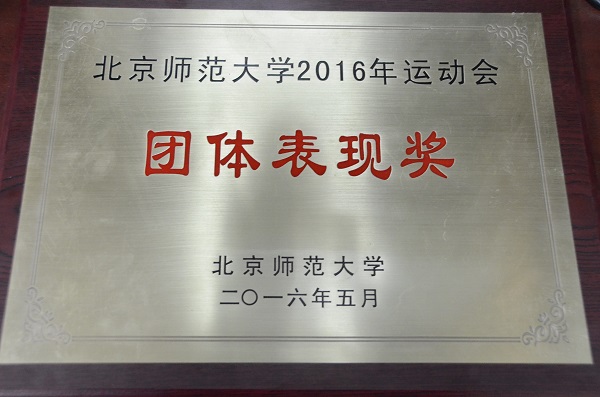 北京师范大学2016年运动会
团体表现奖
北京师范大学
二〇一六年五月